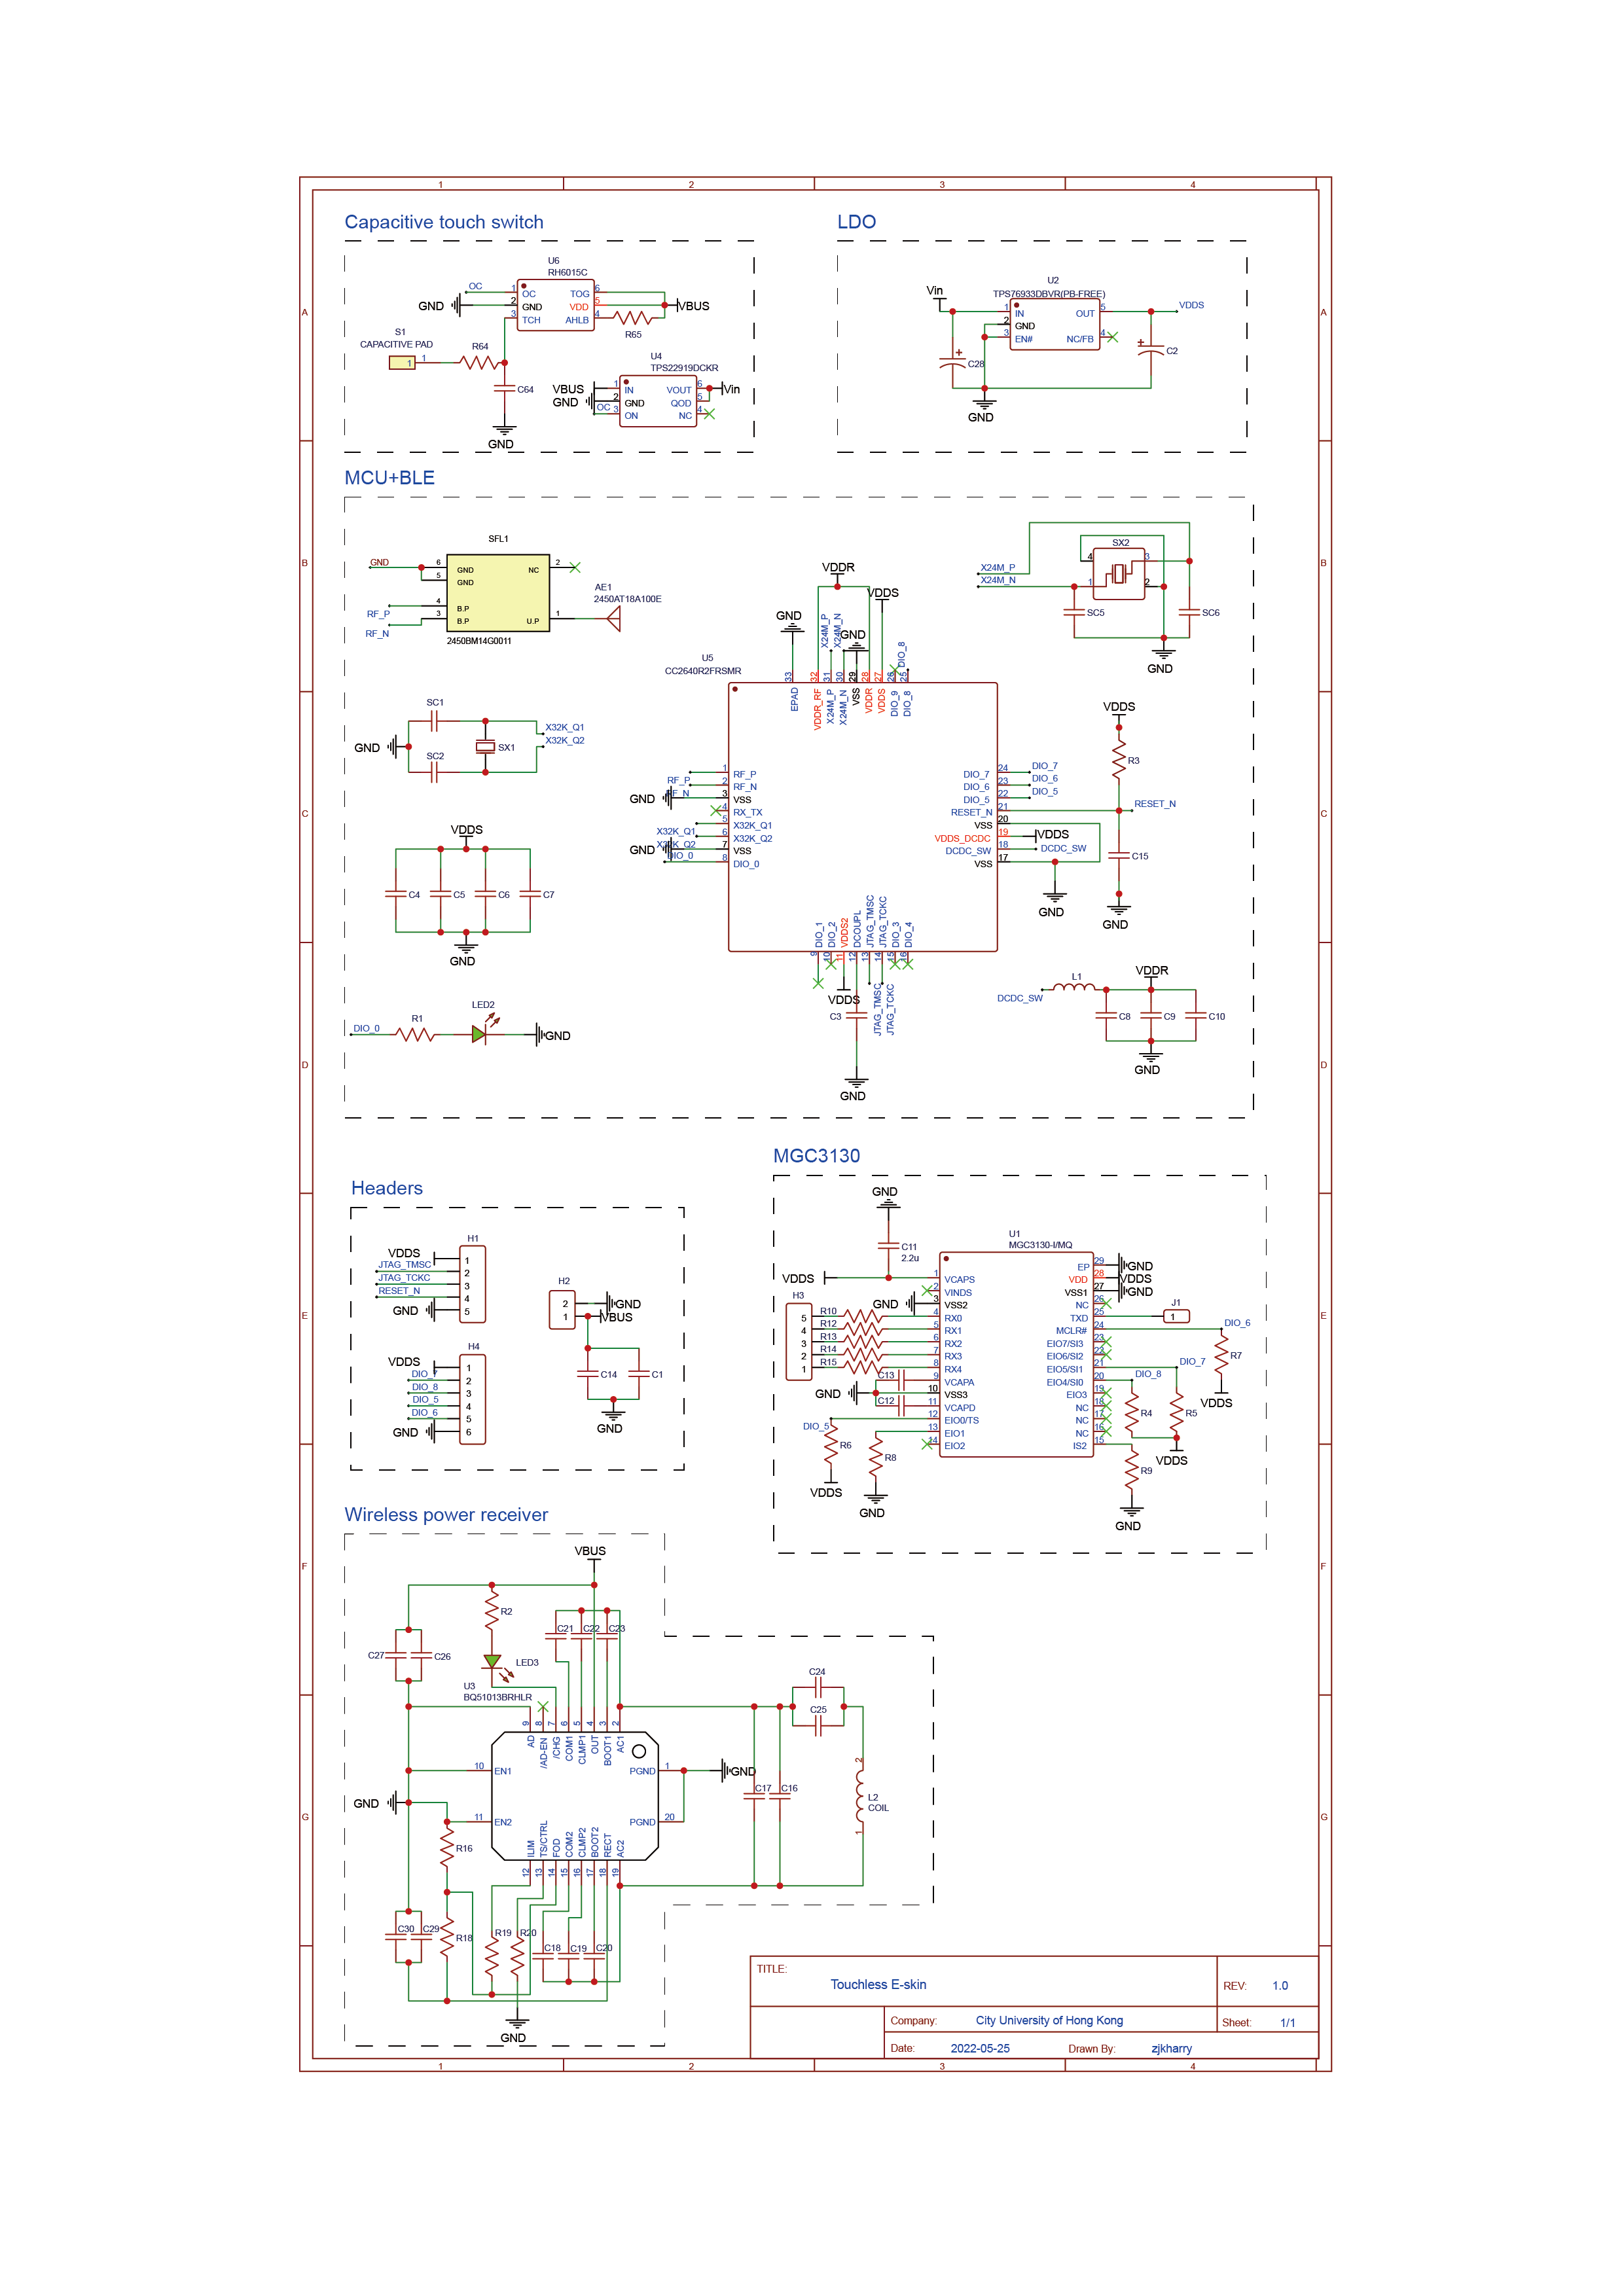 1 2 3 4
A
B
C
D
E
F
G
A
B
C
D
E
F
G
Capacitive touch switch
U6
RH6015C
OC
GND
1 OC
2 GND
3 TCH
TOG 6
VDD 5
AHLB 4
VBUS
R65
S1
CAPACITIVE PAD
1 1
R64
C64
GND
U4
TPS22919DCKR
VBUS
GND
OC
1 IN
2 GND
3 ON
VOUT 6
QOD 5
NC 4
Vin
LDO
U2
TPS76933DBVR(PB-FREE)
Vin
1 IN
2 GND
3 EN#
OUT 5
NC/FB 4
VDDS
C28
C2
GND
MCU+BLE
SFL1
GND
6 GND
5 GND
4 B.P
3 B.P
NC 2
U.P 1
RF_P
RF_N
2450BM14G0011
AE1
2450AT18A100E
SX2
X24M_P
X24M_N
4
3
1
2
SC5
SC6
GND
U5
CC2640R2FRSMR
GND
VDDR
X24M_P
X24M_N
GND
VDDS
DIO_8
33 EPAD
32 VDDR_RF
31 X24M_P
30 X24M_N
29 VSS
28 VDDR
27 VDDS
26 DIO_9
25 DIO_8
RF_P
RF_N
GND
X32K_Q1
X32K_Q2
GND
DIO_0
1 RF_P
2 RF_N
3 VSS
4 RX_TX
5 X32K_Q1
6 X32K_Q2
7 VSS
8 DIO_0
DIO_7 24
DIO_6 23
DIO_5 22
RESET_N 21
VSS 20
VDDS_DCDC 19
DCDC_SW 18
VSS 17
DIO_7
DIO_6
DIO_5
VDDS
DCDC_SW
GND
9 DIO_1
10 DIO_2
11 VDDS2
12 DCOUPL
13 JTAG_TMSC
14 JTAG_TCKC
15 DIO_3
16 DIO_4
VDDS
JTAG_TMSC
JTAG_TCKC
C3
GND
SC1
SC2
SX1
GND
X32K_Q1
X32K_Q2
VDDS
R3
RESET_N
C15
GND
VDDS
C4
C5
C6
C7
GND
DIO_0
R1
LED2
GND
DCDC_SW
L1
VDDR
C8
C9
C10
GND
Headers
H1
VDDS
JTAG_TMSC
JTAG_TCKC
RESET_N
GND
1
2
3
4
5
H2
2
1
GND
VBUS
C14
C1
GND
H4
VDDS
DIO_7
DIO_8
DIO_5
DIO_6
GND
1
2
3
4
5
6
MGC3130
GND
C11
2.2u
VDDS
U1
MGC3130-I/MQ
GND
H3
5
4
3
2
1
R10
R12
R13
R14
R15
C13
GND
C12
DIO_5
R6
VDDS
R8
GND
1 VCAPS
2 VINDS
3 VSS2
4 RX0
5 RX1
6 RX2
7 RX3
8 RX4
9 VCAPA
10 VSS3
11 VCAPD
12 EIO0/TS
13 EIO1
14 EIO2
EP 29
VDD 28
VSS1 27
NC 26
TXD 25
MCLR# 24
EIO7/SI3 23
EIO6/SI2 22
EIO5/SI1 21
EIO4/SI0 20
EIO3 19
NC 18
NC 17
NC 16
IS2 15
GND
VDDS
GND
J1
1
DIO_6
R7
VDDS
DIO_7
DIO_8
R4
R5
VDDS
R9
GND
Wireless power receiver
VBUS
R2
C21
C22
C23
C27
C26
LED3
U3
BQ51013BRHLR
C24
C25
9 AD
8 /AD-EN
7 /CHG
6 COM1
5 CLMP1
4 OUT
3 BOOT1
2 AC1
10 EN1
11 EN2
PGND 1
PGND 20
GND
C17
C16
2
L2
COIL
1
GND
R16
12 ILIM
13 TS/CTRL
14 FOD
15 COM2
16 CLMP2
17 BOOT2
18 RECT
19 AC2
C30
C29
R18
R19
R20
C18
C19
C20
GND
TITLE:
Touchless E-skin
REV: 1.0
Company: City University of Hong Kong
Sheet: 1/1
Date: 2022-05-25
Drawn By: zjkharry
1 2 3 4